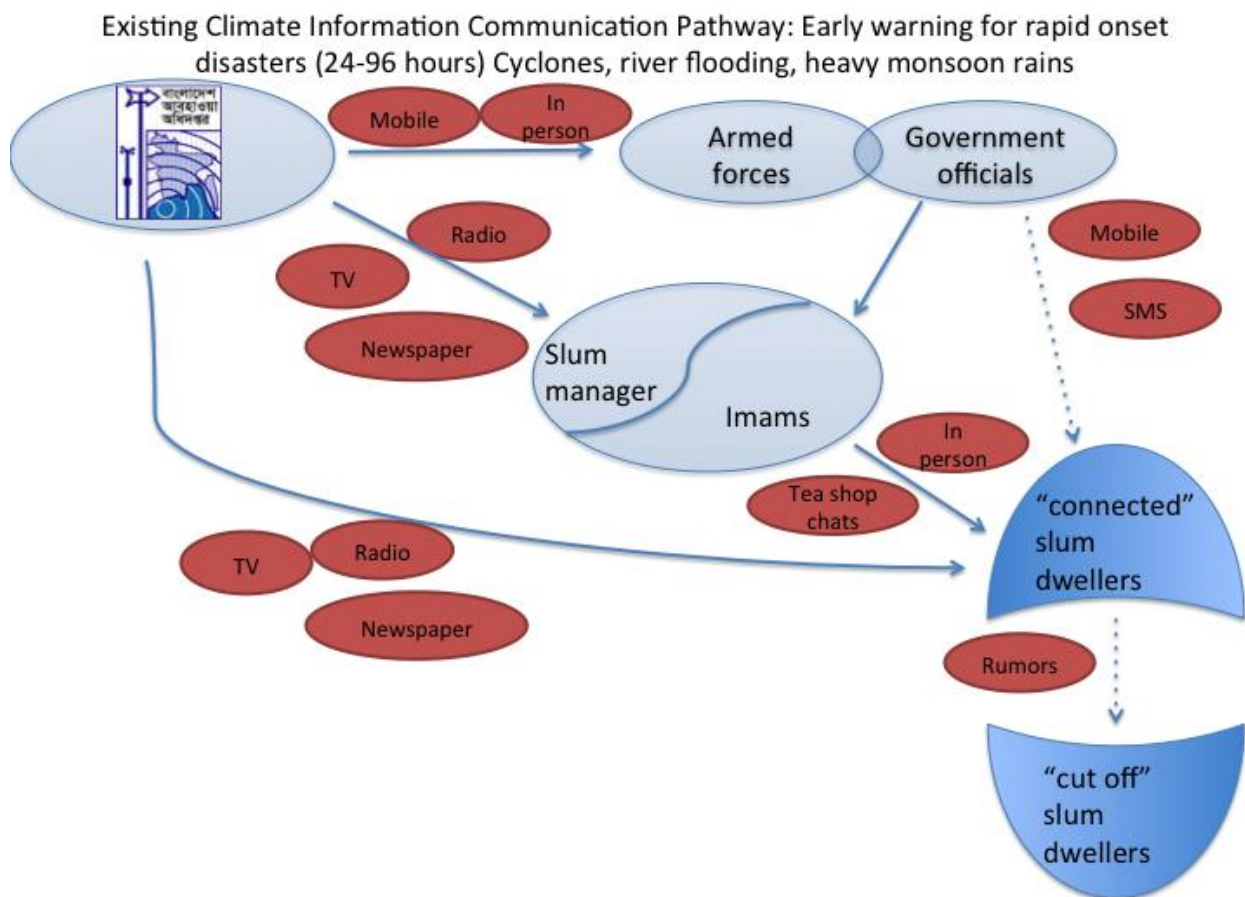 Existing Climate Information Communication Pathway: Early warning for rapid onset
disasters (24-96 hours) Cyclones, river flooding, heavy monsoon rains
বাংলাদেশ
আবহাওয়া
অধিদপ্তর
Mobile
In
person
Armed
forces
Government
officials
Radio
TV
Newspaper
Mobile
SMS
Slum
manager
Imams
In
person
Tea shop
chats
"connected"
slum
dwellers
TV
Radio
Newspaper
Rumors
"cut off"
slum
dwellers